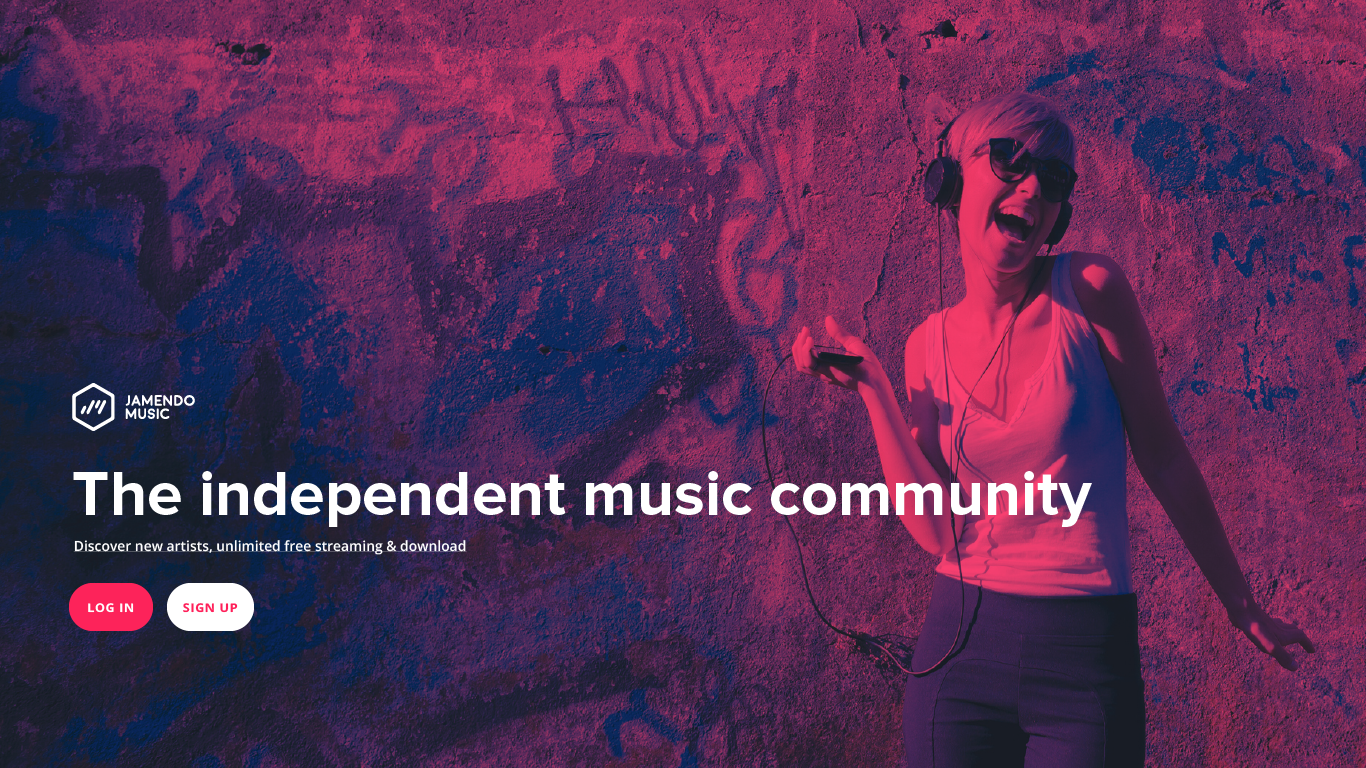 JAMENDO
MUSIC
The independent music community
Discover new artists, unlimited free streaming & download
LOG IN
SIGN UP